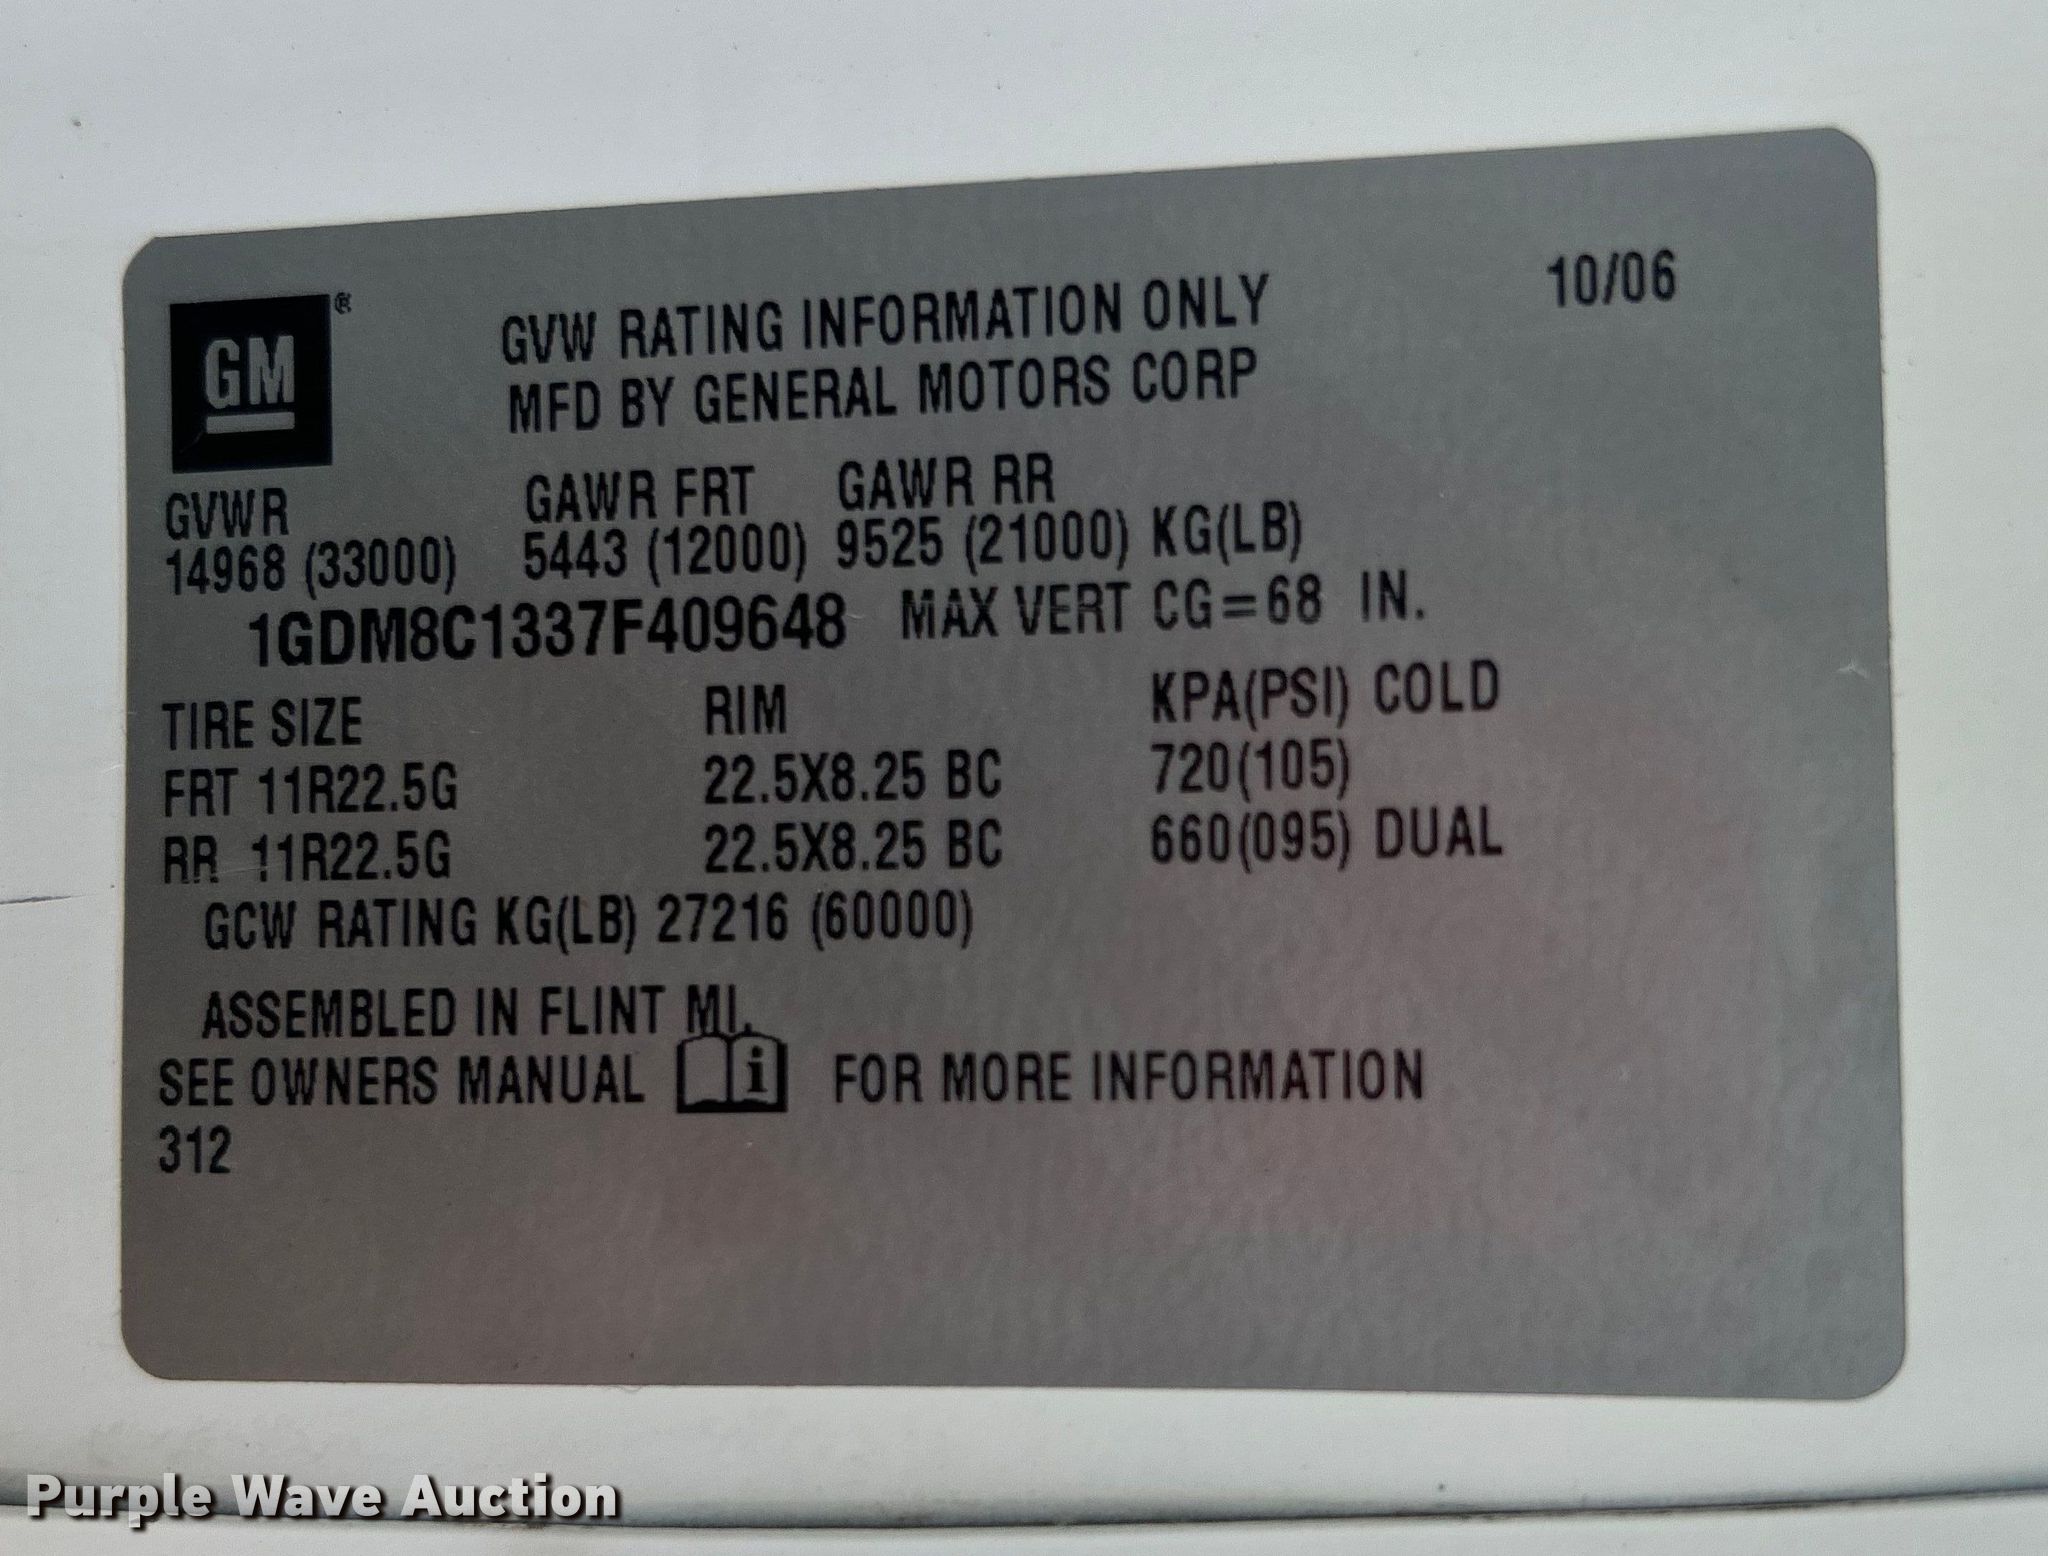 GM®
GVW RATING INFORMATION ONLY 10/06
MFD BY GENERAL MOTORS CORP
GVWR GAWR FRT GAWR RR
14968 (33000) 5443 (12000) 9525 (21000) KG(LB)
1GDM8C1337F409648 MAX VERT CG=68 IN.
TIRE SIZE RIM KPA(PSI) COLD
FRT 11R22.5G 22.5X8.25 BC 720(105)
RR 11R22.5G 22.5X8.25 BC 660(095) DUAL
GCW RATING KG(LB) 27216 (60000)
ASSEMBLED IN FLINT MI.
SEE OWNERS MANUAL i FOR MORE INFORMATION
312
Purple Wave Auction